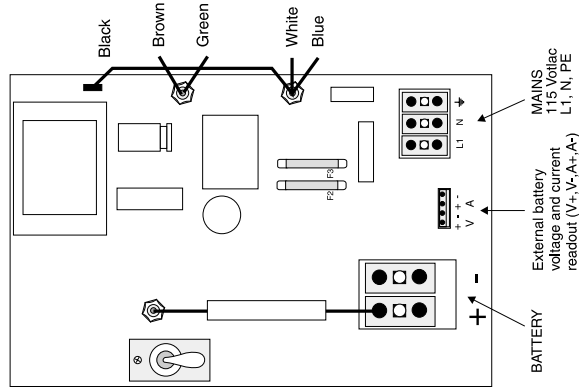 Black
Brown
Green
White
Blue
F2
F3
L1 N ⏚
MAINS
115 Votlac
L1, N, PE
+ - + -
V A
External battery
voltage and current
readout (V+,V-,A+,A-)
+ -
BATTERY